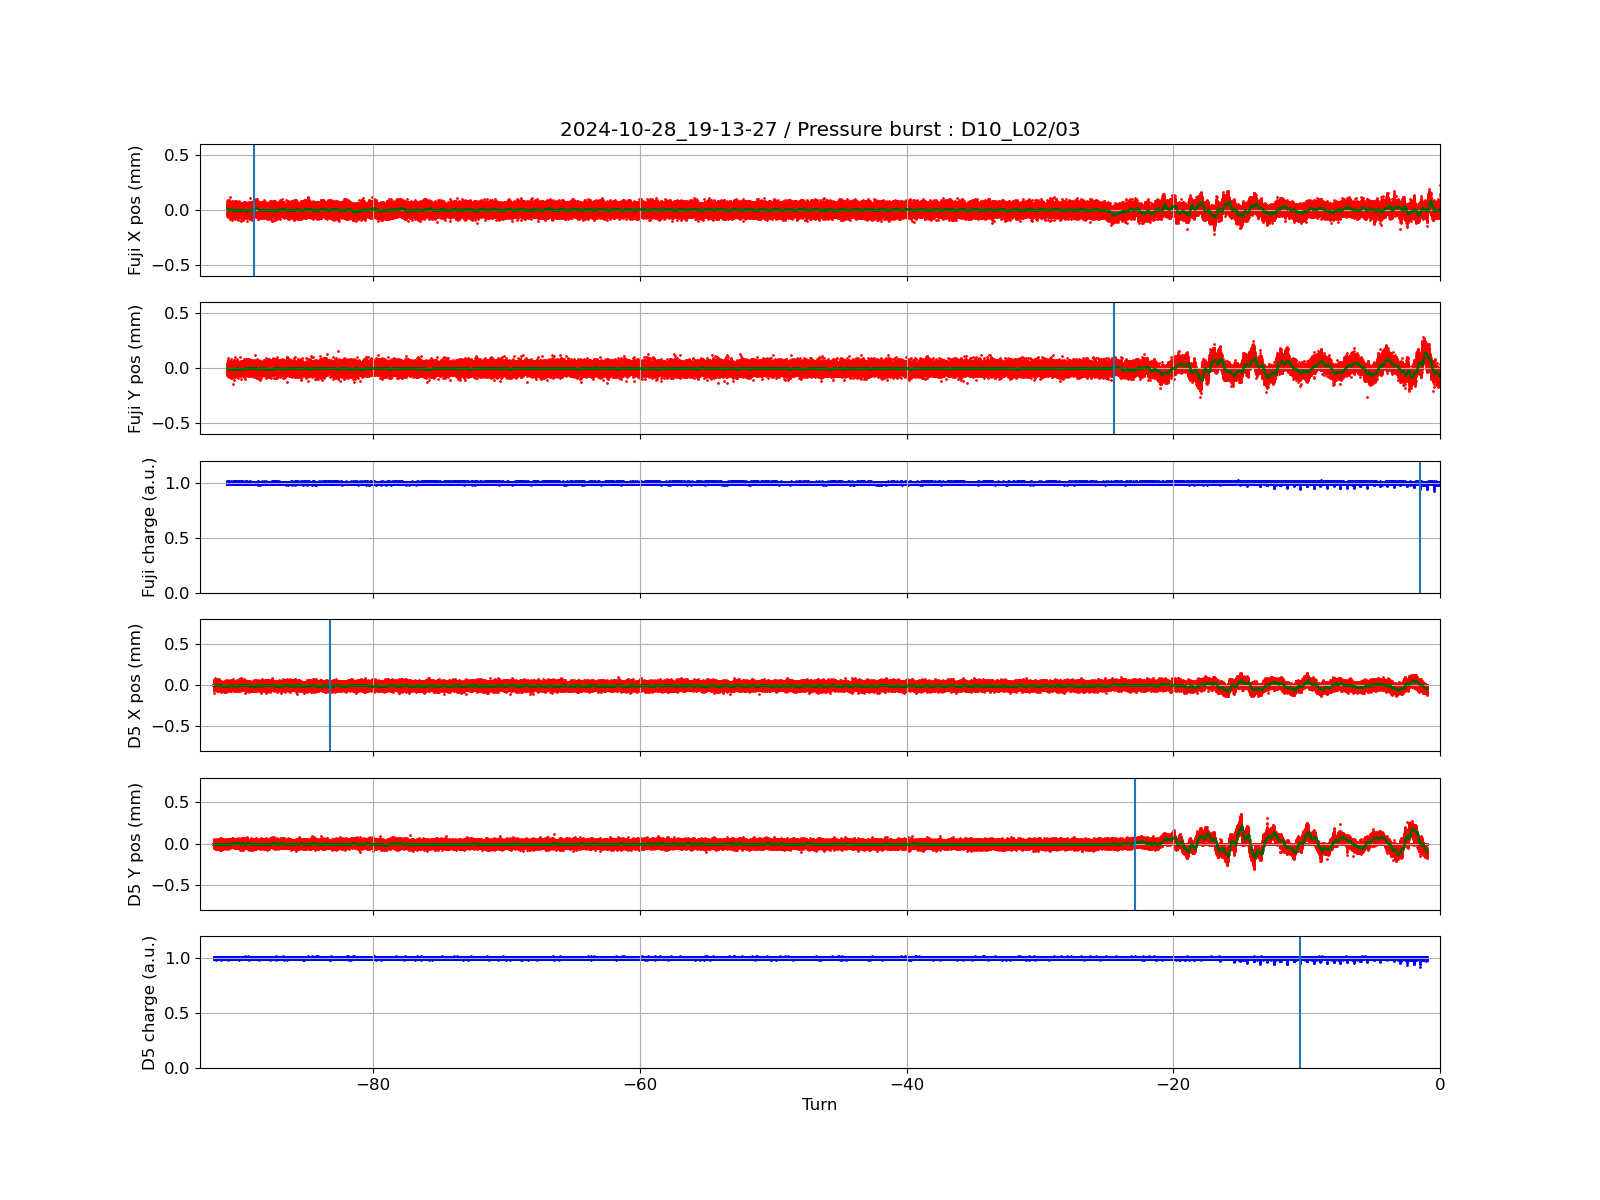 2024-10-28_19-13-27 / Pressure burst : D10_L02/03
Fuji X pos (mm)
0.5
0.0
−0.5
Fuji Y pos (mm)
0.5
0.0
−0.5
Fuji charge (a.u.)
1.0
0.5
0.0
D5 X pos (mm)
0.5
0.0
−0.5
D5 Y pos (mm)
0.5
0.0
−0.5
D5 charge (a.u.)
1.0
0.5
0.0
−80 −60 −40 −20 0
Turn